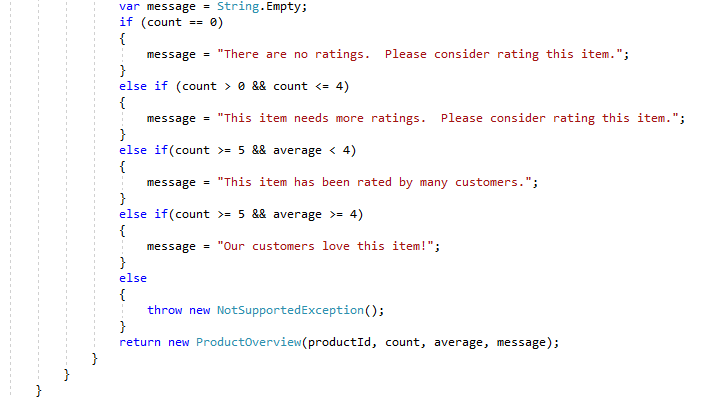 var message = String.Empty;
if (count == 0)
{
message = "There are no ratings.  Please consider rating this item.";
}
else if (count > 0 && count <= 4)
{
message = "This item needs more ratings.  Please consider rating this item.";
}
else if(count >= 5 && average < 4)
{
message = "This item has been rated by many customers.";
}
else if(count >= 5 && average >= 4)
{
message = "Our customers love this item!";
}
else
{
throw new NotSupportedException();
}
return new ProductOverview(productId, count, average, message);
}
}
}